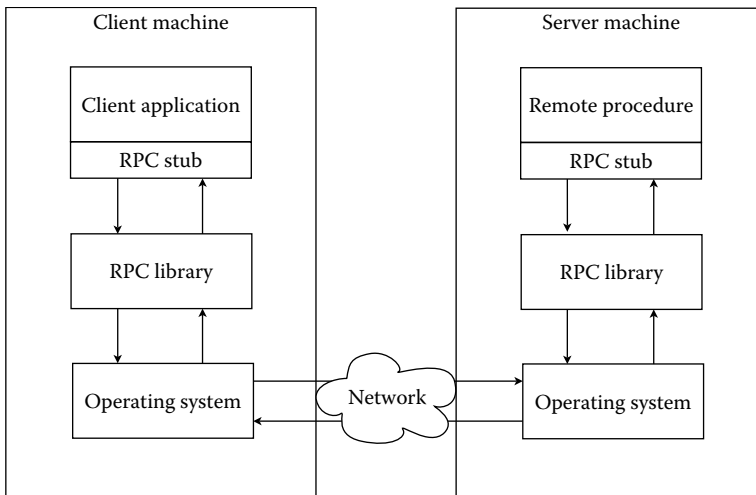 Client machine
Server machine
Client application
RPC stub
Remote procedure
RPC stub
RPC library
RPC library
Operating system
Network
Operating system